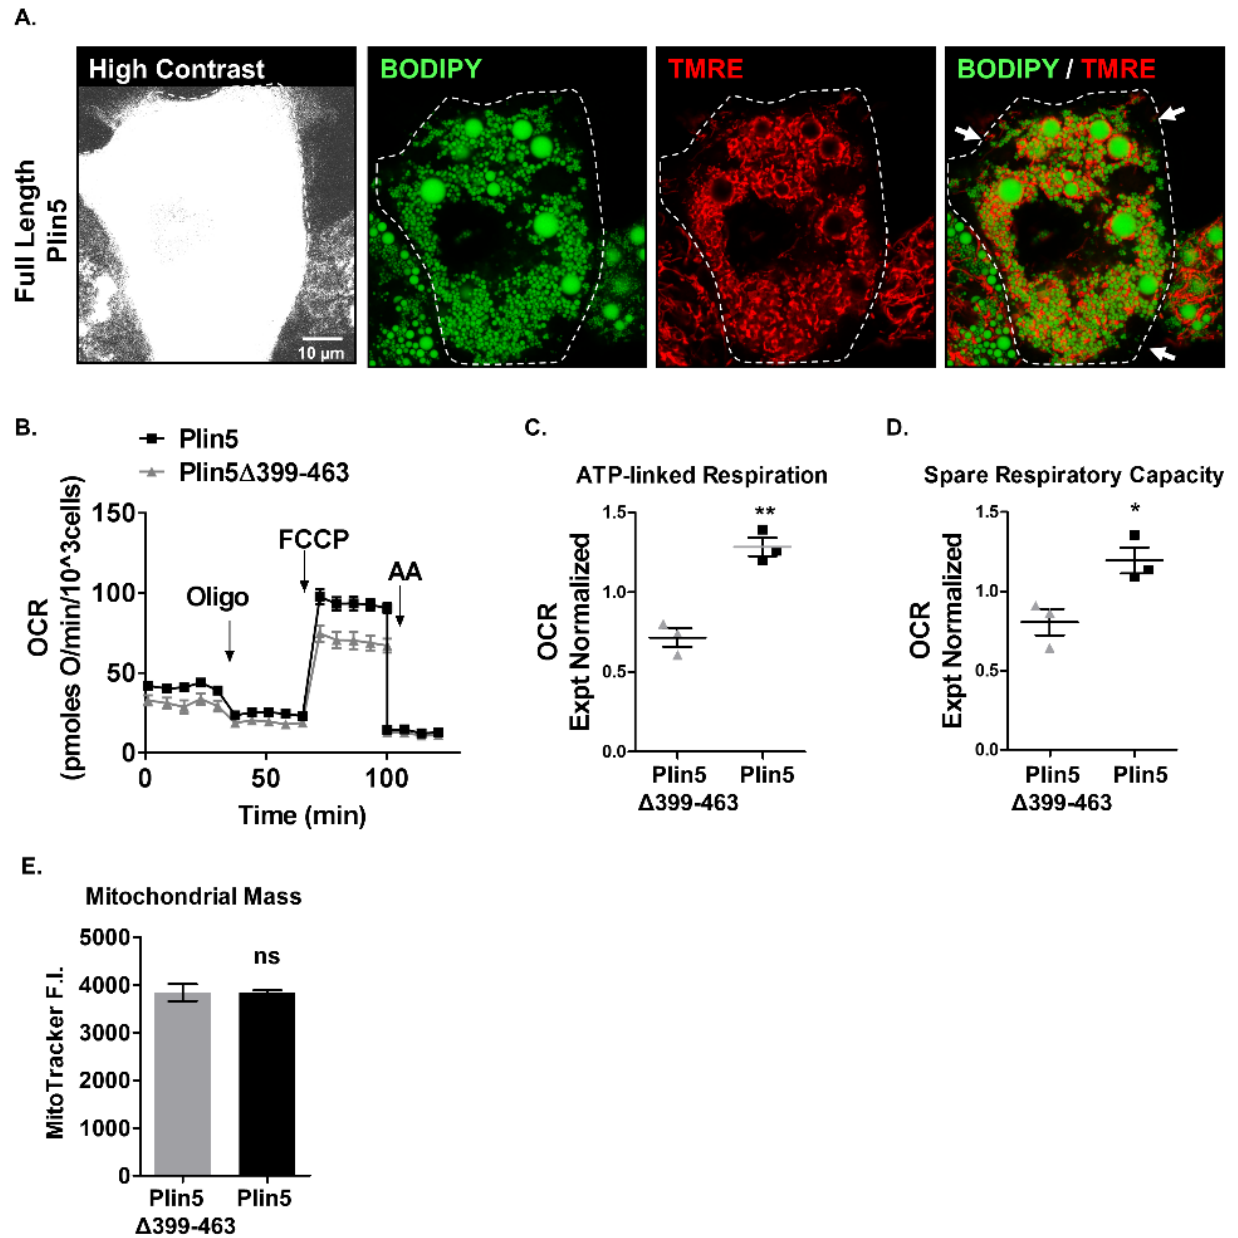 A.
High Contrast
BODIPY
TMRE
BODIPY / TMRE
Full Length
Plin5
10 µm
B.
Plin5
Plin5Δ399-463
OCR
(pmoles O/min/10^3cells)
150
100
50
0
Oligo
FCCP
AA
0 50 100
Time (min)
C.
ATP-linked Respiration
OCR
Expt Normalized
1.5
1.0
0.5
0.0
**
Plin5 Plin5
Δ399-463
D.
Spare Respiratory Capacity
OCR
Expt Normalized
1.5
1.0
0.5
0.0
*
Plin5 Plin5
Δ399-463
E.
Mitochondrial Mass
MitoTracker F.I.
5000
4000
3000
2000
1000
0
ns
Plin5 Plin5
Δ399-463